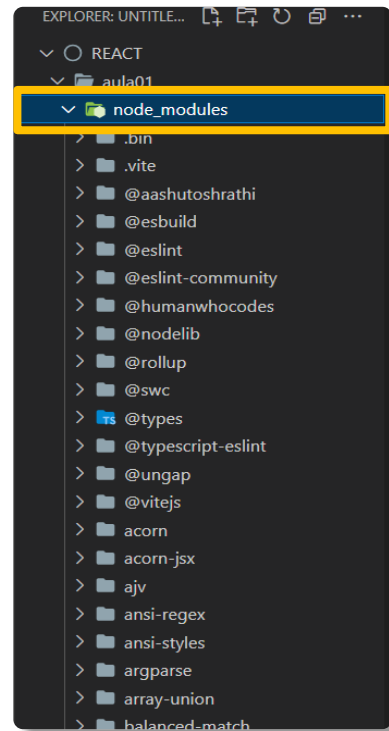 EXPLORER: UNTITLE...
REACT
aula01
node_modules
.bin
.vite
@aashutoshrathi
@esbuild
@eslint
@eslint-community
@humanwhocodes
@nodelib
@rollup
@swc
TS @types
@typescript-eslint
@ungap
@vitejs
acorn
acorn-jsx
ajv
ansi-regex
ansi-styles
argparse
array-union
balanced-match